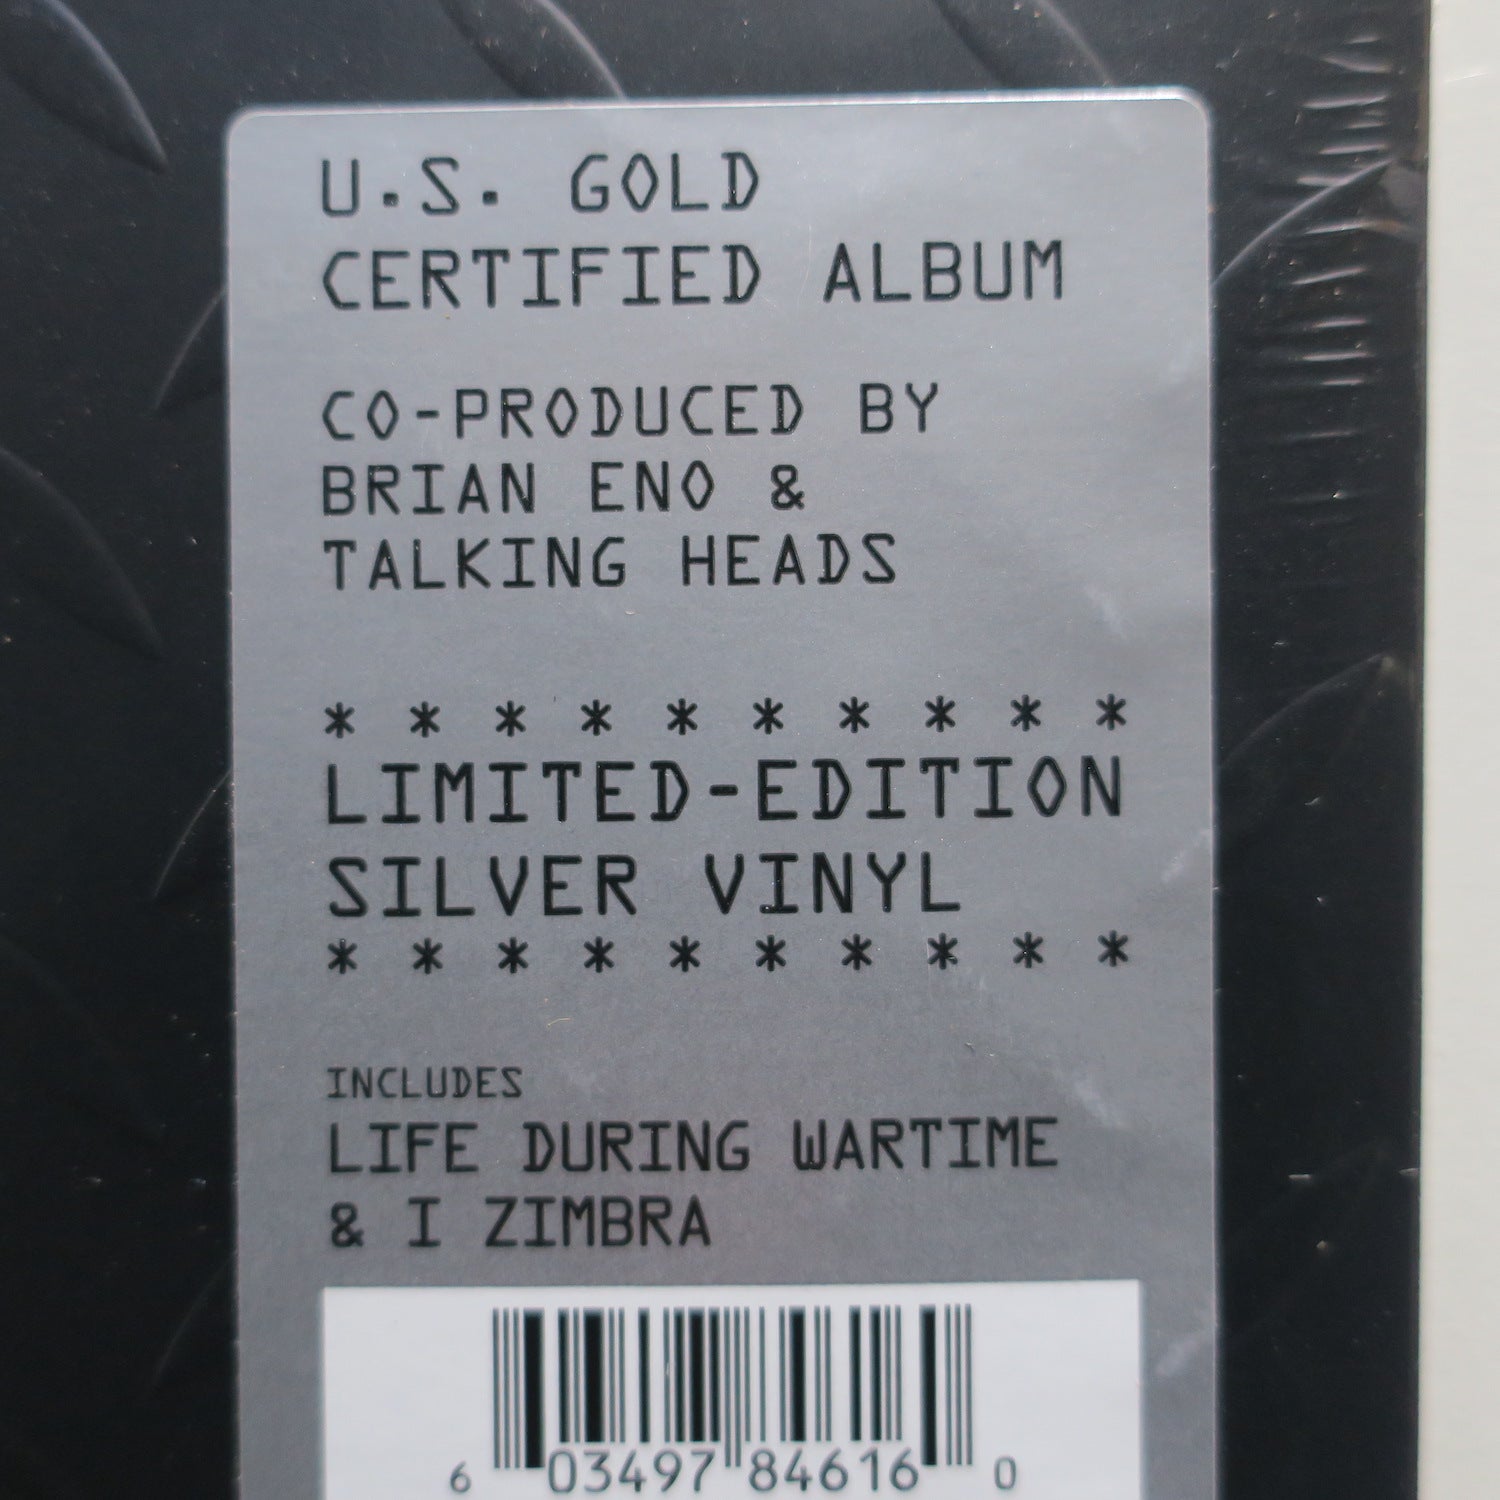 U.S. GOLD
CERTIFIED ALBUM
CO-PRODUCED BY
BRIAN ENO &
TALKING HEADS
* * * * * * * * * *
LIMITED-EDITION
SILVER VINYL
* * * * * * * * * *
INCLUDES
LIFE DURING WARTIME
& I ZIMBRA
6 03497 84616 0